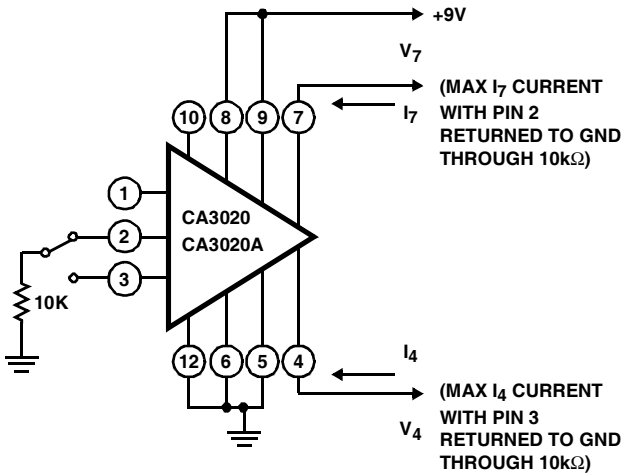 +9V
V7
(MAX I7 CURRENT
WITH PIN 2
RETURNED TO GND
THROUGH 10kΩ)
I7
10
8
9
7
1
2
3
CA3020
CA3020A
10K
12
6
5
4
I4
V4
(MAX I4 CURRENT
WITH PIN 3
RETURNED TO GND
THROUGH 10kΩ)